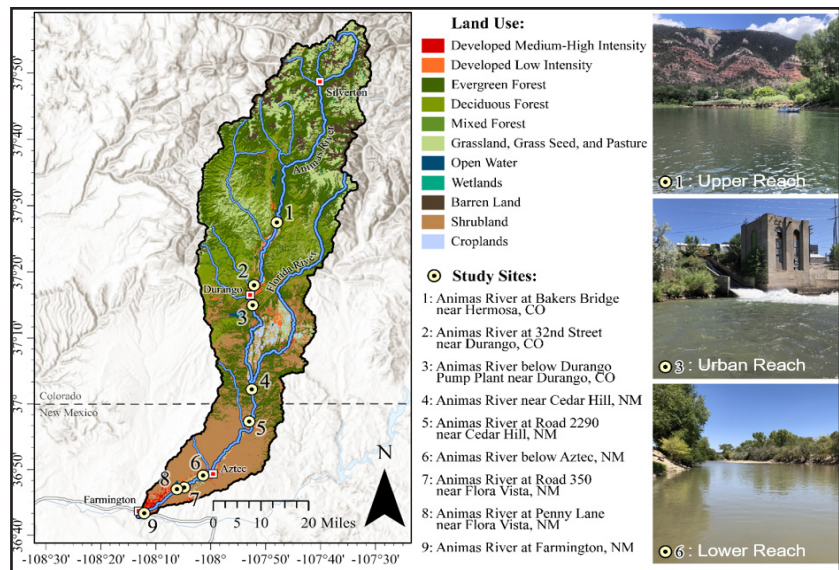 37°50'
37°40'
37°30'
37°20'
37°10'
37°0'
36°50'
36°40'
-108°30'
-108°10'
-107°50'
-107°40'
-107°30'
Silverton
Animas River
1
2
Florida River
Durango
3
4
Colorado
New Mexico
5
6
Aztec
8
7
Farmington
9
N
0 5 10 20 Miles
Land Use:
Developed Medium-High Intensity
Developed Low Intensity
Evergreen Forest
Deciduous Forest
Mixed Forest
Grassland, Grass Seed, and Pasture
Open Water
Wetlands
Barren Land
Shrubland
Croplands
Study Sites:
1: Animas River at Bakers Bridge
near Hermosa, CO
2: Animas River at 32nd Street
near Durango, CO
3: Animas River below Durango
Pump Plant near Durango, CO
4: Animas River near Cedar Hill, NM
5: Animas River at Road 2290
near Cedar Hill, NM
6: Animas River below Aztec, NM
7: Animas River at Road 350
near Flora Vista, NM
8: Animas River at Penny Lane
near Flora Vista, NM
9: Animas River at Farmington, NM
1 : Upper Reach
3 : Urban Reach
6 : Lower Reach